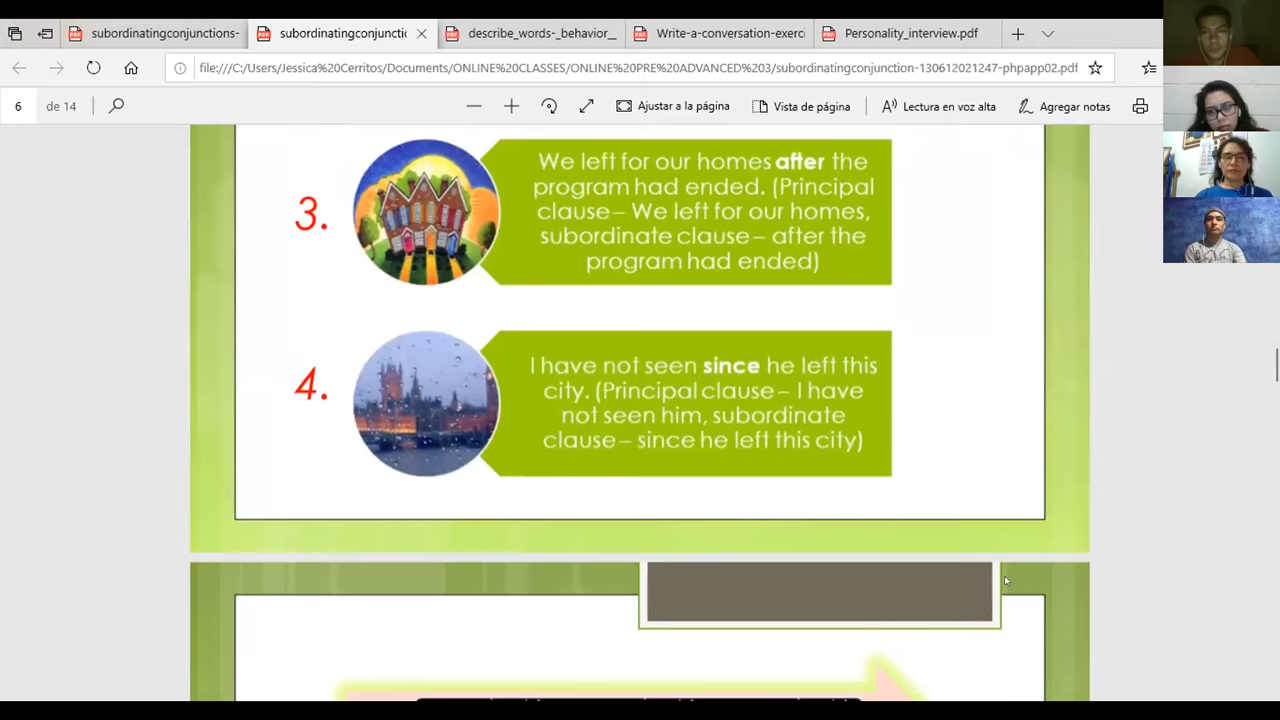 subordinatingconjunctions-
subordinatingconjuncti
describe_words-_behavior_
Write-a-conversation-exerci
Personality_interview.pdf
file:///C:/Users/Jessica%20Cerritos/Documents/ONLINE%20CLASSES/ONLINE%20PRE%20ADVANCED%203/subordinatingconjunction-130612021247-phpapp02.pdf
6 de 14
Ajustar a la página
Vista de página
Lectura en voz alta
Agregar notas
3.
We left for our homes after the
program had ended. (Principal
clause – We left for our homes,
subordinate clause – after the
program had ended)
4.
I have not seen since he left this
city. (Principal clause – I have
not seen him, subordinate
clause – since he left this city)